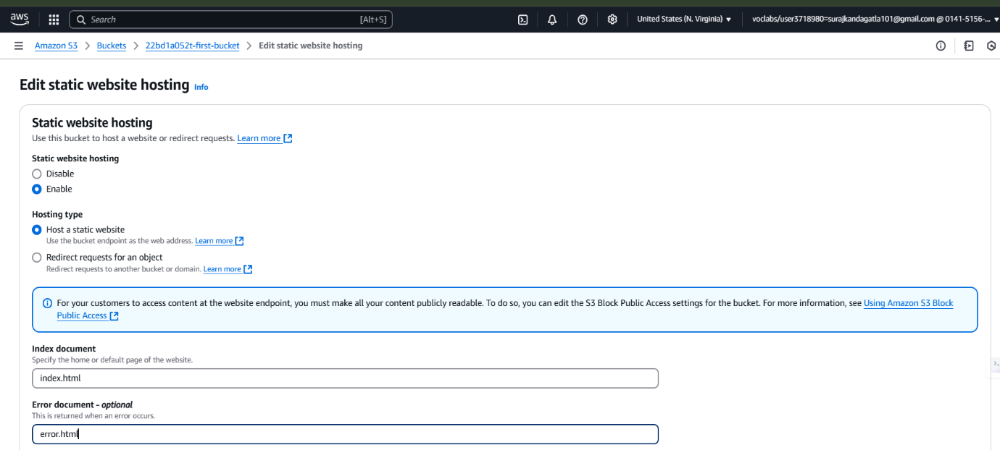 aws
Search [Alt+S]
United States (N. Virginia)
voclabs/user3718980=surajkandagatla101@gmail.com @ 0141-5156-...
Amazon S3 > Buckets > 22bd1a052t-first-bucket > Edit static website hosting
Edit static website hosting Info
Static website hosting
Use this bucket to host a website or redirect requests. Learn more
Static website hosting
Disable
Enable
Hosting type
Host a static website
Use the bucket endpoint as the web address. Learn more
Redirect requests for an object
Redirect requests to another bucket or domain. Learn more
For your customers to access content at the website endpoint, you must make all your content publicly readable. To do so, you can edit the S3 Block Public Access settings for the bucket. For more information, see Using Amazon S3 Block
Public Access
Index document
Specify the home or default page of the website.
index.html
Error document - optional
This is returned when an error occurs.
error.html